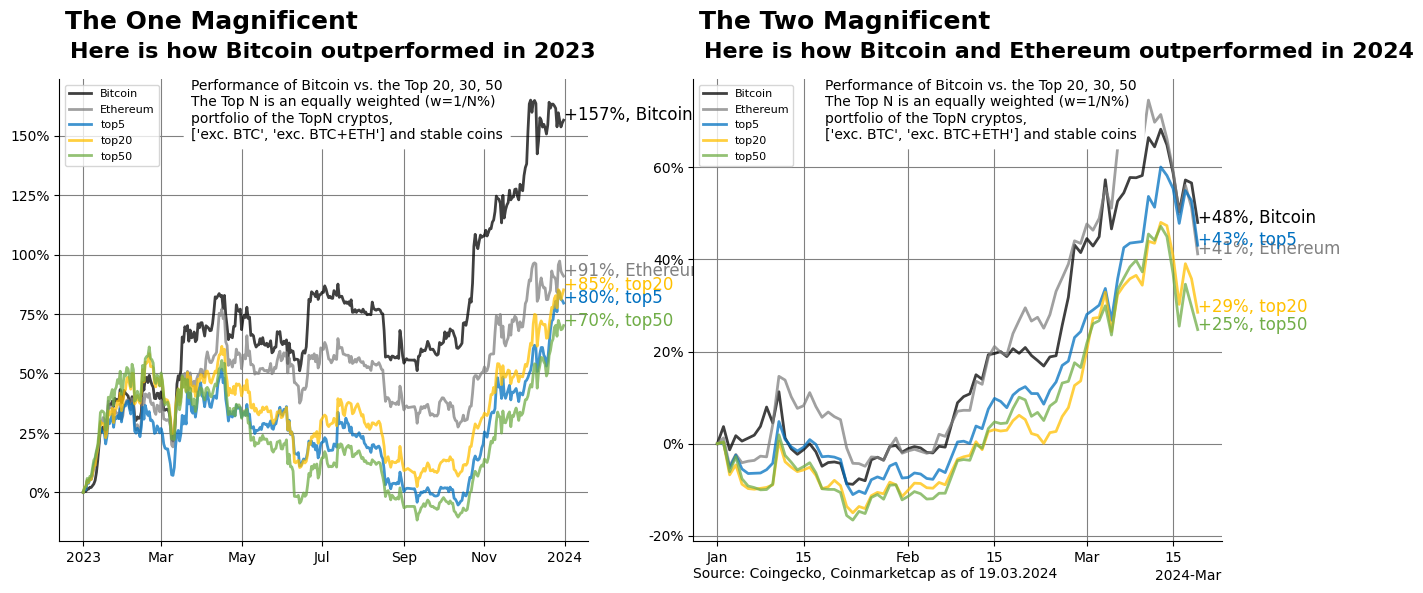 The One Magnificent
Here is how Bitcoin outperformed in 2023
Performance of Bitcoin vs. the Top 20, 30, 50
The Top N is an equally weighted (w=1/N%)
portfolio of the TopN cryptos,
['exc. BTC', 'exc. BTC+ETH'] and stable coins
Bitcoin
Ethereum
top5
top20
top50
150%
125%
100%
75%
50%
25%
0%
+157%, Bitcoin
+91%, Ethereum
+85%, top20
+80%, top5
+70%, top50
2023
Mar
May
Jul
Sep
Nov
2024
The Two Magnificent
Here is how Bitcoin and Ethereum outperformed in 2024
Performance of Bitcoin vs. the Top 20, 30, 50
The Top N is an equally weighted (w=1/N%)
portfolio of the TopN cryptos,
['exc. BTC', 'exc. BTC+ETH'] and stable coins
Bitcoin
Ethereum
top5
top20
top50
60%
40%
20%
0%
-20%
+48%, Bitcoin
+43%, top5
+41%, Ethereum
+29%, top20
+25%, top50
Jan
15
Feb
15
Mar
15
2024-Mar
Source: Coingecko, Coinmarketcap as of 19.03.2024